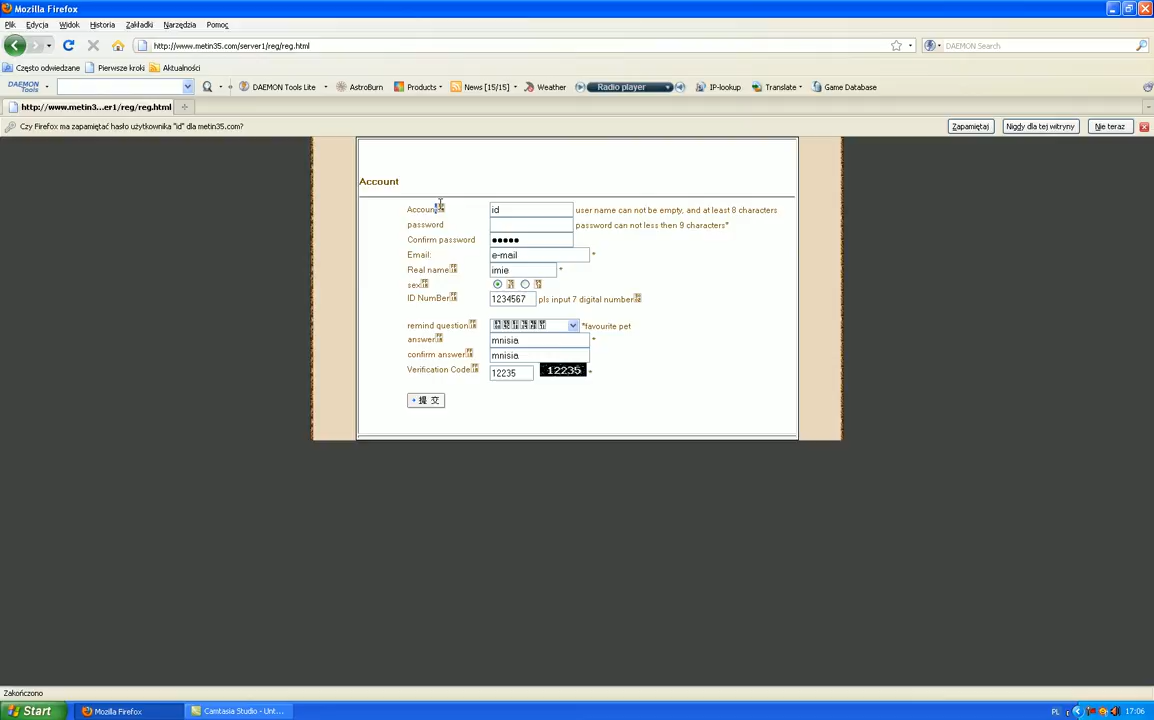 Mozilla Firefox
Plik Edycja Widok Historia Zakładki Narzędzia Pomoc
http://www.metin35.com/server1/reg/reg.html DAEMON Search
Często odwiedzane Pierwsze kroki Aktualności
DAEMON Tools DAEMON Tools Lite AstroBurn Products News [15/15] Radio player Weather IP-lookup Translate Game Database
http://www.metin3...er1/reg/reg.html
Czy Firefox ma zapamiętać hasło użytkownika "id" dla metin35.com? Zapamiętaj Nigdy dla tej witryny Nie teraz
Account
Account id user name can not be empty, and at least 8 characters
password password can not less then 9 characters*
Confirm password ●●●●●
Email: e-mail *
Real name imie *
sex
ID NumBer 1234567 pls input 7 digital number
remind question *favourite pet
answer mnisia *
confirm answer mnisia
Verification Code 12235 12235 *
+ 提 交
Zakończono
Start Mozilla Firefox Camtasia Studio - Unt... PL 17:06